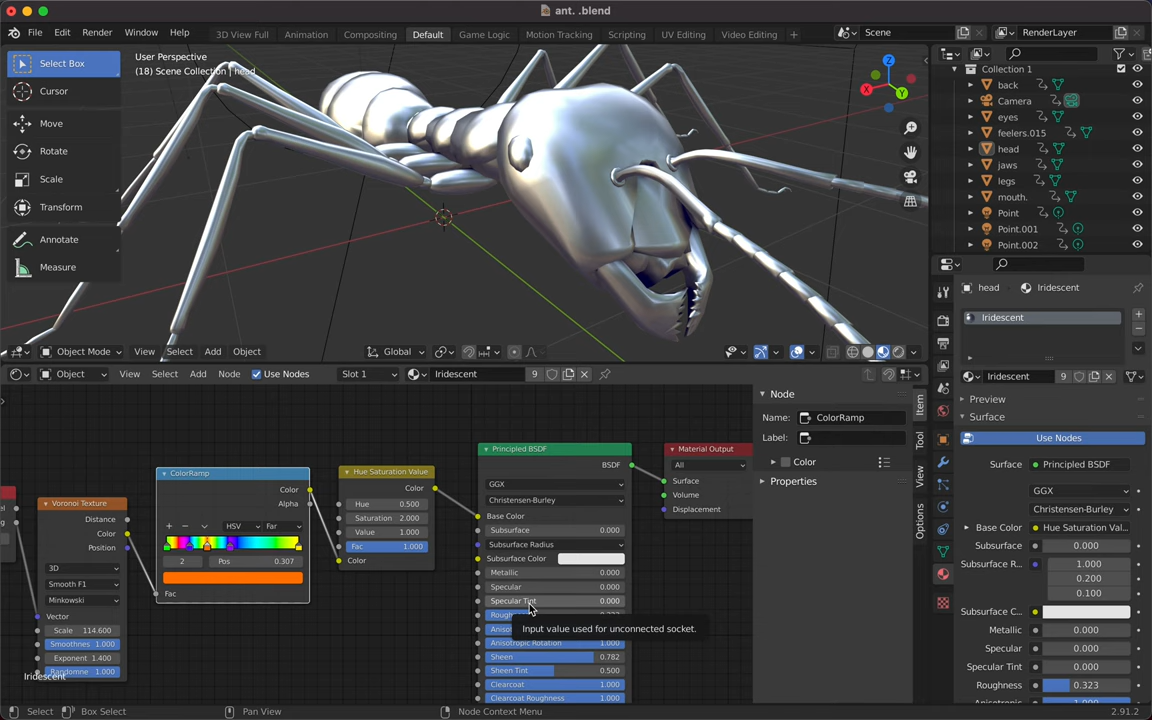 ant. .blend
File Edit Render Window Help
3D View Full Animation Compositing Default Game Logic Motion Tracking Scripting UV Editing Video Editing +
Scene
RenderLayer
Select Box
Cursor
Move
Rotate
Scale
Transform
Annotate
Measure
User Perspective
(18) Scene Collection | head
Z
X
Y
Collection 1
back
Camera
eyes
feelers.015
head
jaws
legs
mouth.
Point
Point.001
Point.002
Object Mode View Select Add Object
Global
Object View Select Add Node Use Nodes Slot 1 Iridescent 9
Voronoi Texture
Distance
Color
Position
3D
Smooth F1
Minkowski
Vector
Scale 114.600
Smoothnes 1.000
Exponent 1.400
Randomne 1.000
Iridescent
ColorRamp
Color
Alpha
HSV Far
2 Pos 0.307
Fac
Hue Saturation Value
Color
Hue 0.500
Saturation 2.000
Value 1.000
Fac 1.000
Color
Principled BSDF
BSDF
GGX
Christensen-Burley
Base Color
Subsurface 0.000
Subsurface Radius
Subsurface Color
Metallic 0.000
Specular 0.000
Specular Tint 0.000
Input value used for unconnected socket.
Anisotropic Rotation 1.000
Sheen 0.782
Sheen Tint 0.500
Clearcoat 1.000
Clearcoat Roughness 1.000
Material Output
All
Surface
Volume
Displacement
Node
Name: ColorRamp
Label:
Color
Properties
Item
Tool
View
Options
head Iridescent
Iridescent
Iridescent 9
Preview
Surface
Use Nodes
Surface Principled BSDF
GGX
Christensen-Burley
Base Color Hue Saturation Val...
Subsurface 0.000
Subsurface R... 1.000
0.200
0.100
Subsurface C...
Metallic 0.000
Specular 0.000
Specular Tint 0.000
Roughness 0.323
Select Box Select Pan View Node Context Menu 2.91.2